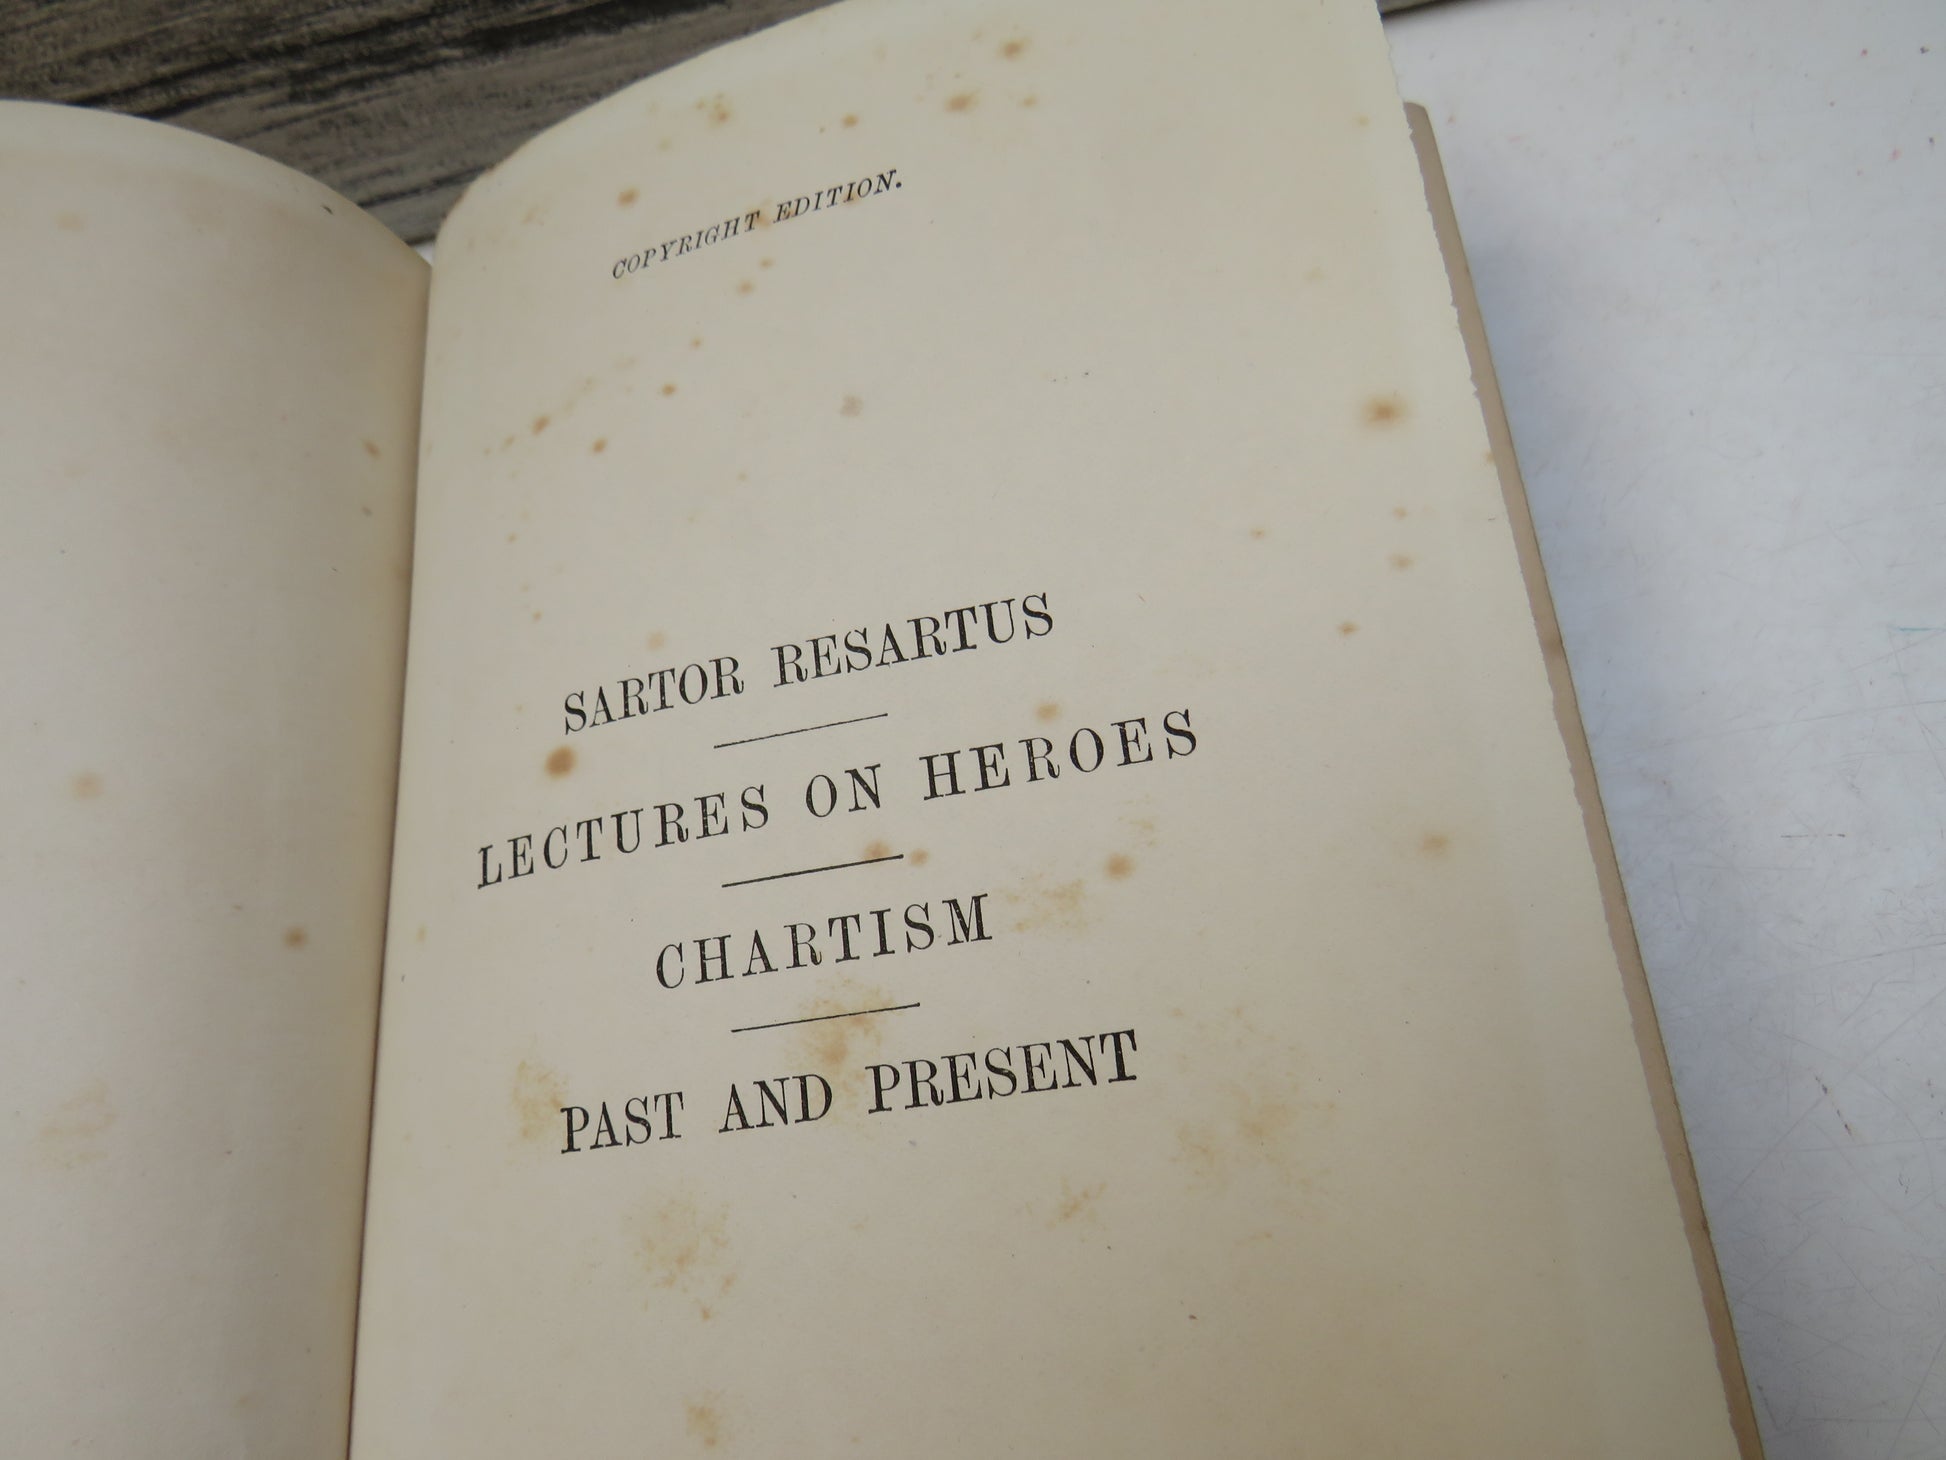 COPYRIGHT EDITION.
SARTOR RESARTUS
LECTURES ON HEROES
CHARTISM
PAST AND PRESENT